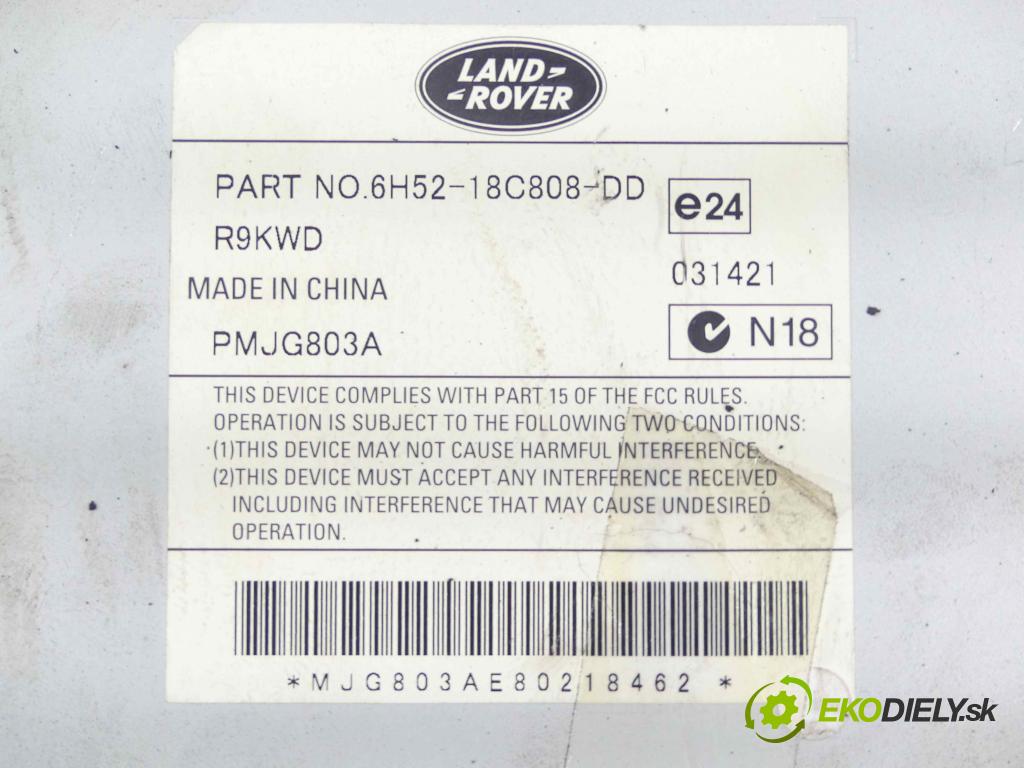 LAND
ROVER
PART NO.6H52-18C808-DD
e24
R9KWD
031421
MADE IN CHINA
N18
PMJG803A
THIS DEVICE COMPLIES WITH PART 15 OF THE FCC RULES.
OPERATION IS SUBJECT TO THE FOLLOWING TWO CONDITIONS:
(1)THIS DEVICE MAY NOT CAUSE HARMFUL INTERFERENCE.
(2)THIS DEVICE MUST ACCEPT ANY INTERFERENCE RECEIVED
INCLUDING INTERFERENCE THAT MAY CAUSE UNDESIRED
OPERATION.
*MJG803AE80218462*
EKODIELY.sk